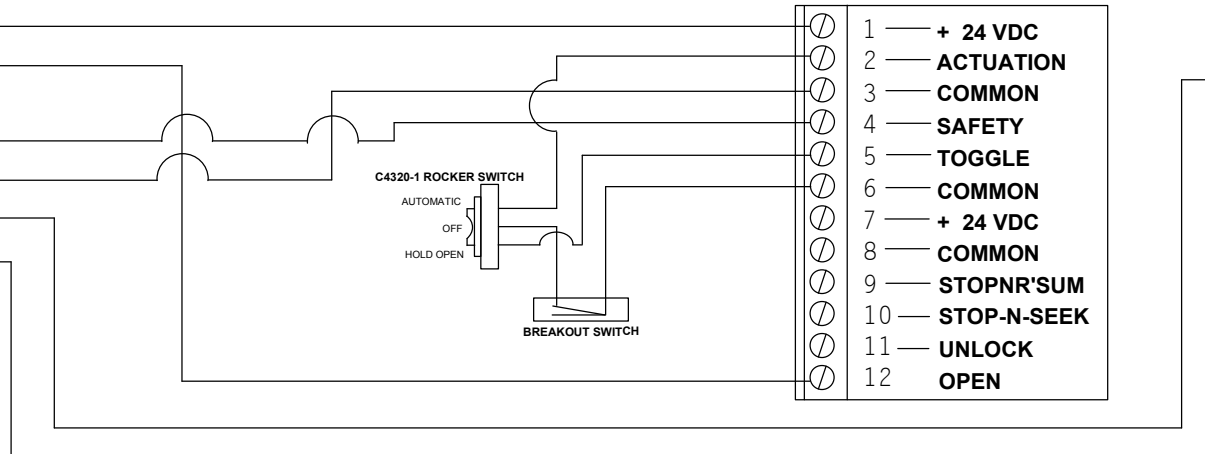 1 + 24 VDC
2 ACTUATION
3 COMMON
4 SAFETY
5 TOGGLE
6 COMMON
7 + 24 VDC
8 COMMON
9 STOPNR'SUM
10 STOP-N-SEEK
11 UNLOCK
12 OPEN
C4320-1 ROCKER SWITCH
AUTOMATIC
OFF
HOLD OPEN
BREAKOUT SWITCH